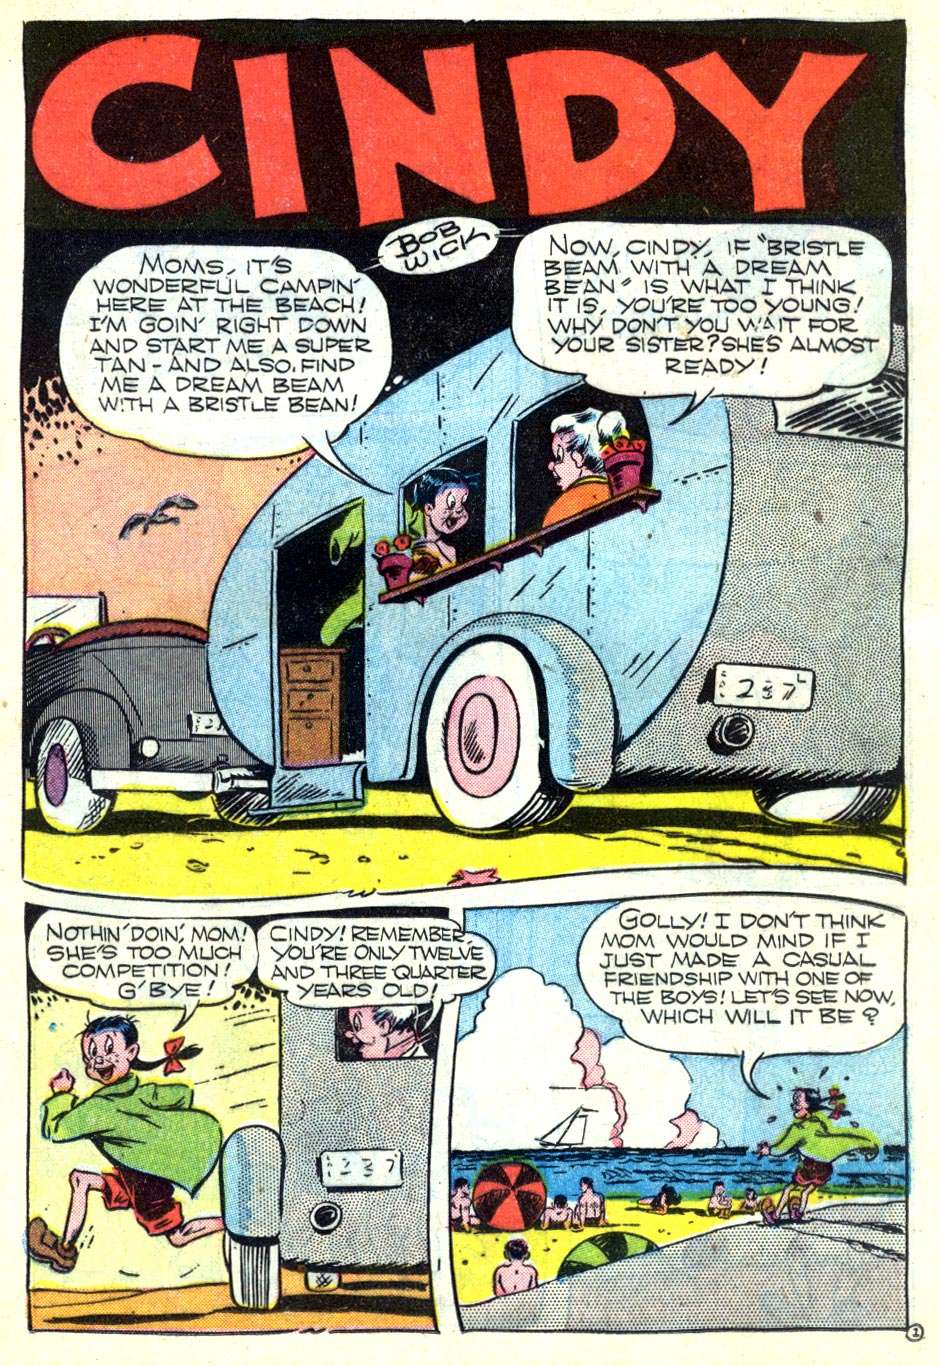 CINDY
BOB
WICK
MOMS, IT'S
WONDERFUL CAMPIN'
HERE AT THE BEACH!
I'M GOIN' RIGHT DOWN
AND START ME A SUPER
TAN - AND ALSO, FIND
ME A DREAM BEAM
WITH A BRISTLE BEAN!
NOW, CINDY, IF "BRISTLE
BEAM WITH A DREAM
BEAN" IS WHAT I THINK
IT IS, YOU'RE TOO YOUNG!
WHY DON'T YOU WAIT FOR
YOUR SISTER? SHE'S ALMOST
READY!
237L
NOTHIN' DOIN', MOM!
SHE'S TOO MUCH
COMPETITION!
G'BYE!
CINDY! REMEMBER,
YOU'RE ONLY TWELVE
AND THREE QUARTER
YEARS OLD!
GOLLY! I DON'T THINK
MOM WOULD MIND IF I
JUST MADE A CASUAL
FRIENDSHIP WITH ONE OF
THE BOYS! LET'S SEE NOW,
WHICH WILL IT BE?
1